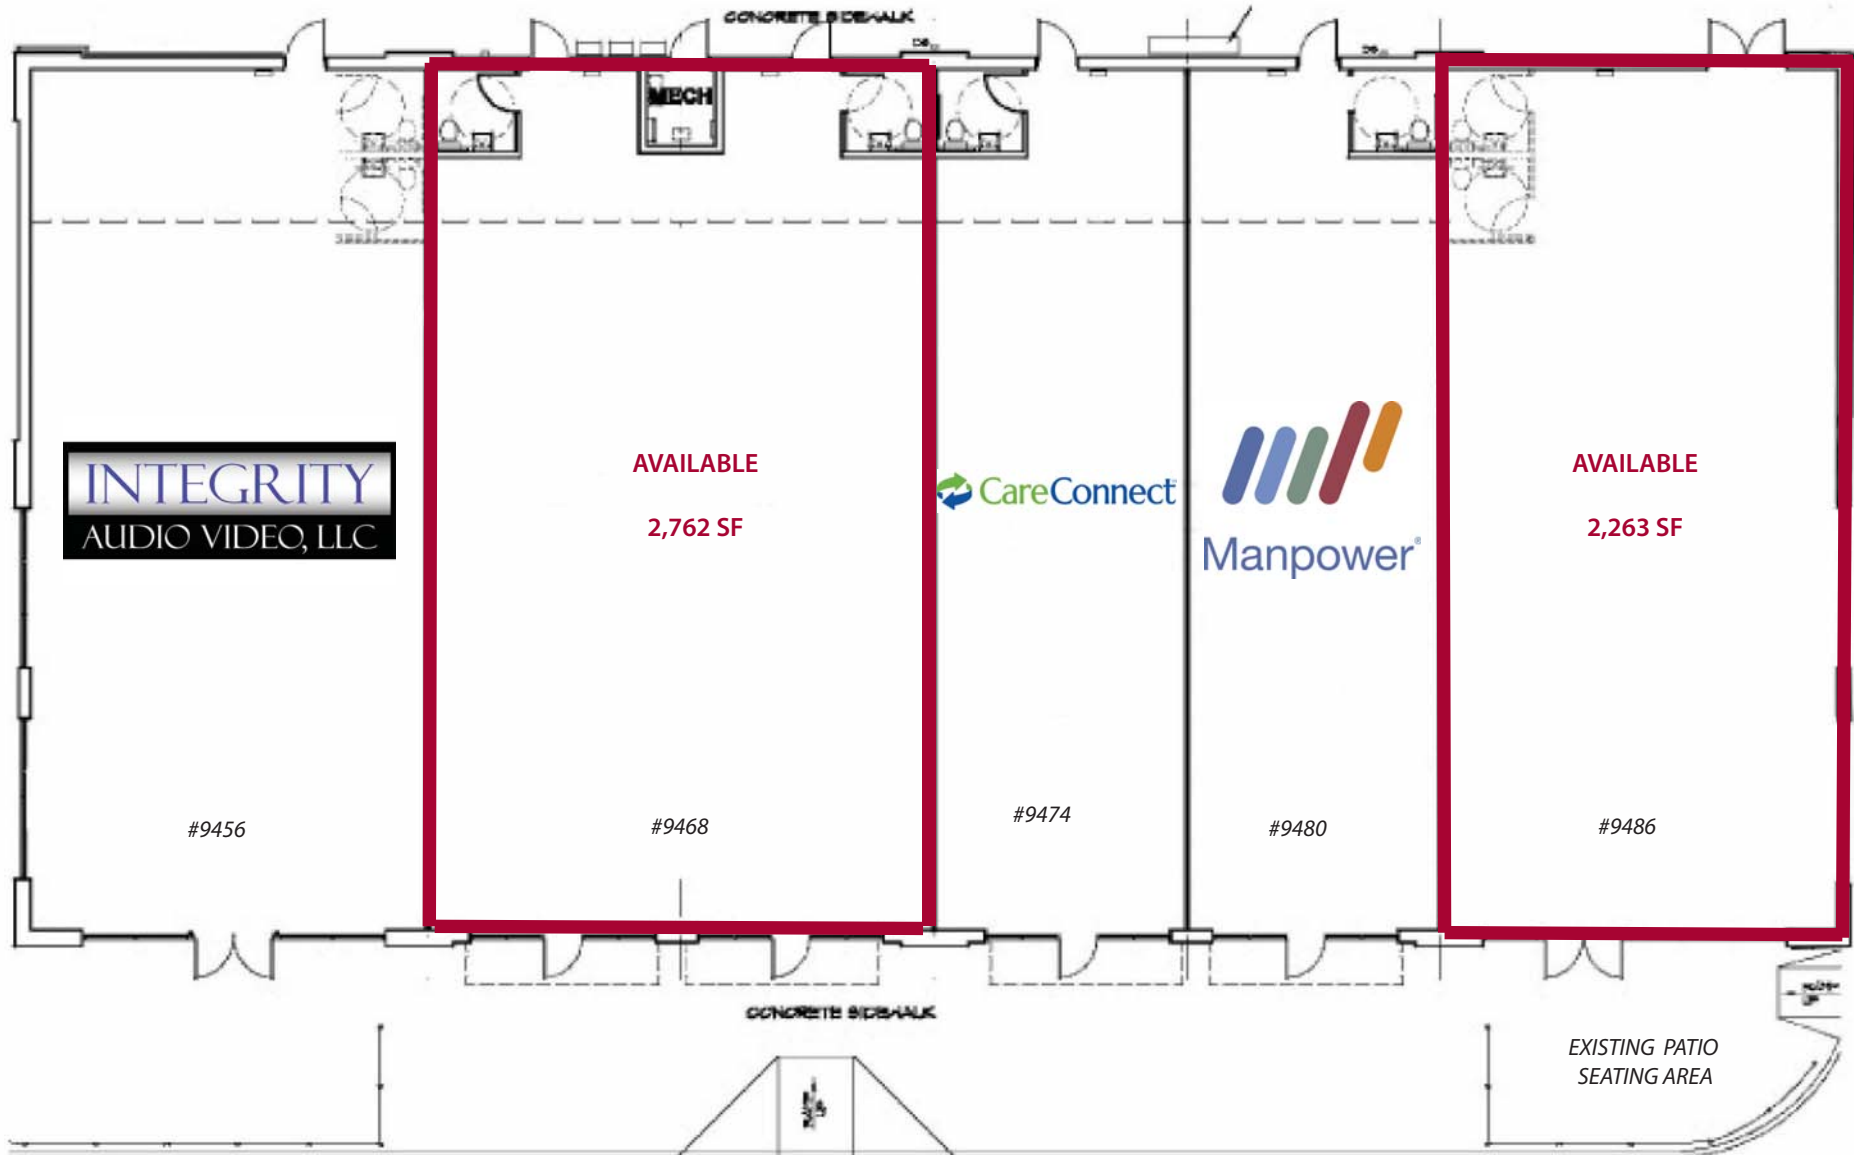 CONCRETE SIDEWALK
MECH
INTEGRITY
AUDIO VIDEO, LLC
AVAILABLE
2,762 SF
CareConnect
Manpower®
AVAILABLE
2,263 SF
#9456
#9468
#9474
#9480
#9486
CONCRETE SIDEWALK
EXISTING PATIO
SEATING AREA